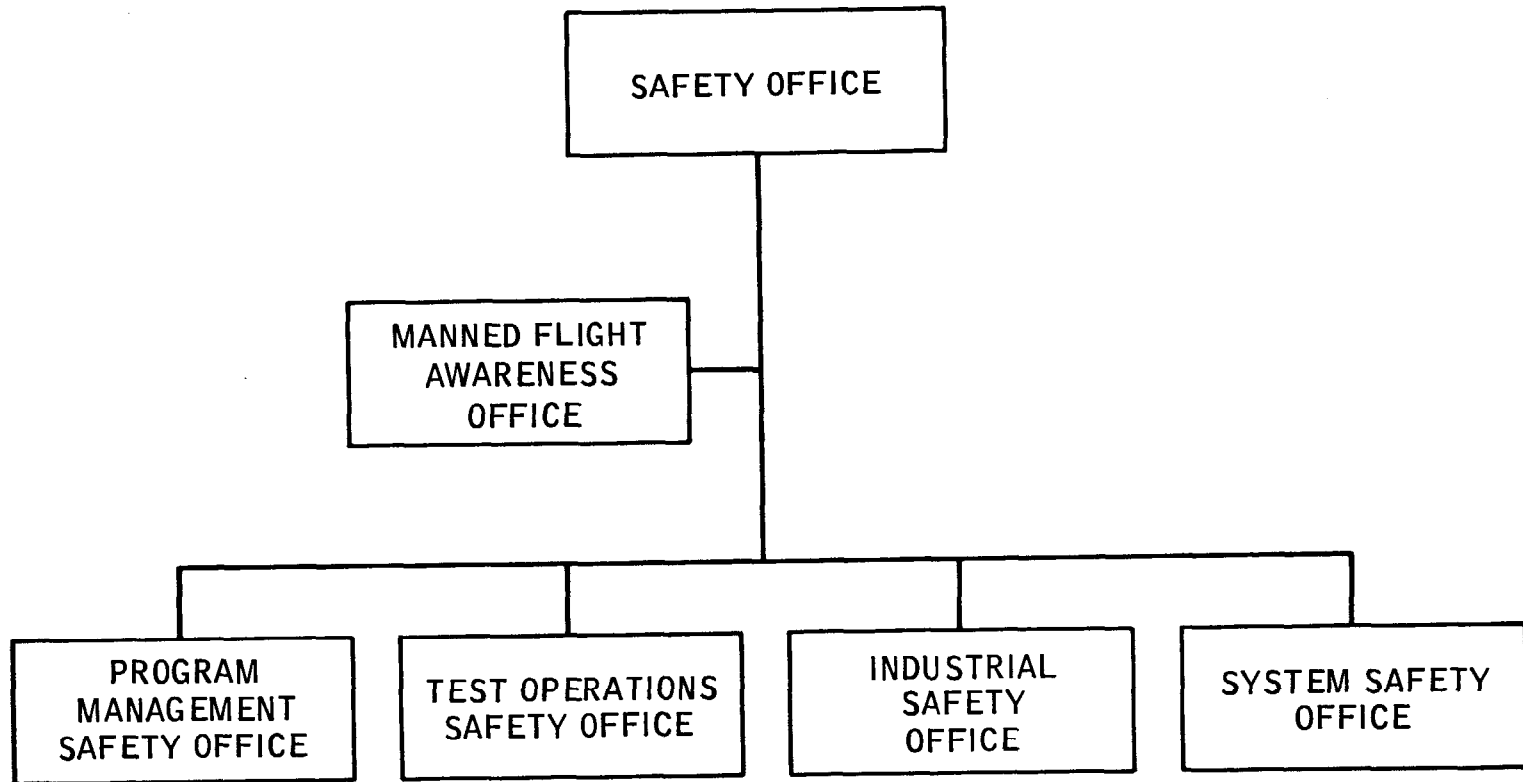 SAFETY OFFICE
MANNED FLIGHT
AWARENESS
OFFICE
PROGRAM
MANAGEMENT
SAFETY OFFICE
TEST OPERATIONS
SAFETY OFFICE
INDUSTRIAL
SAFETY
OFFICE
SYSTEM SAFETY
OFFICE